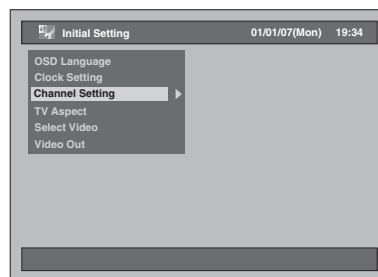 Initial Setting 01/01/07(Mon) 19:34
OSD Language
Clock Setting
Channel Setting
TV Aspect
Select Video
Video Out